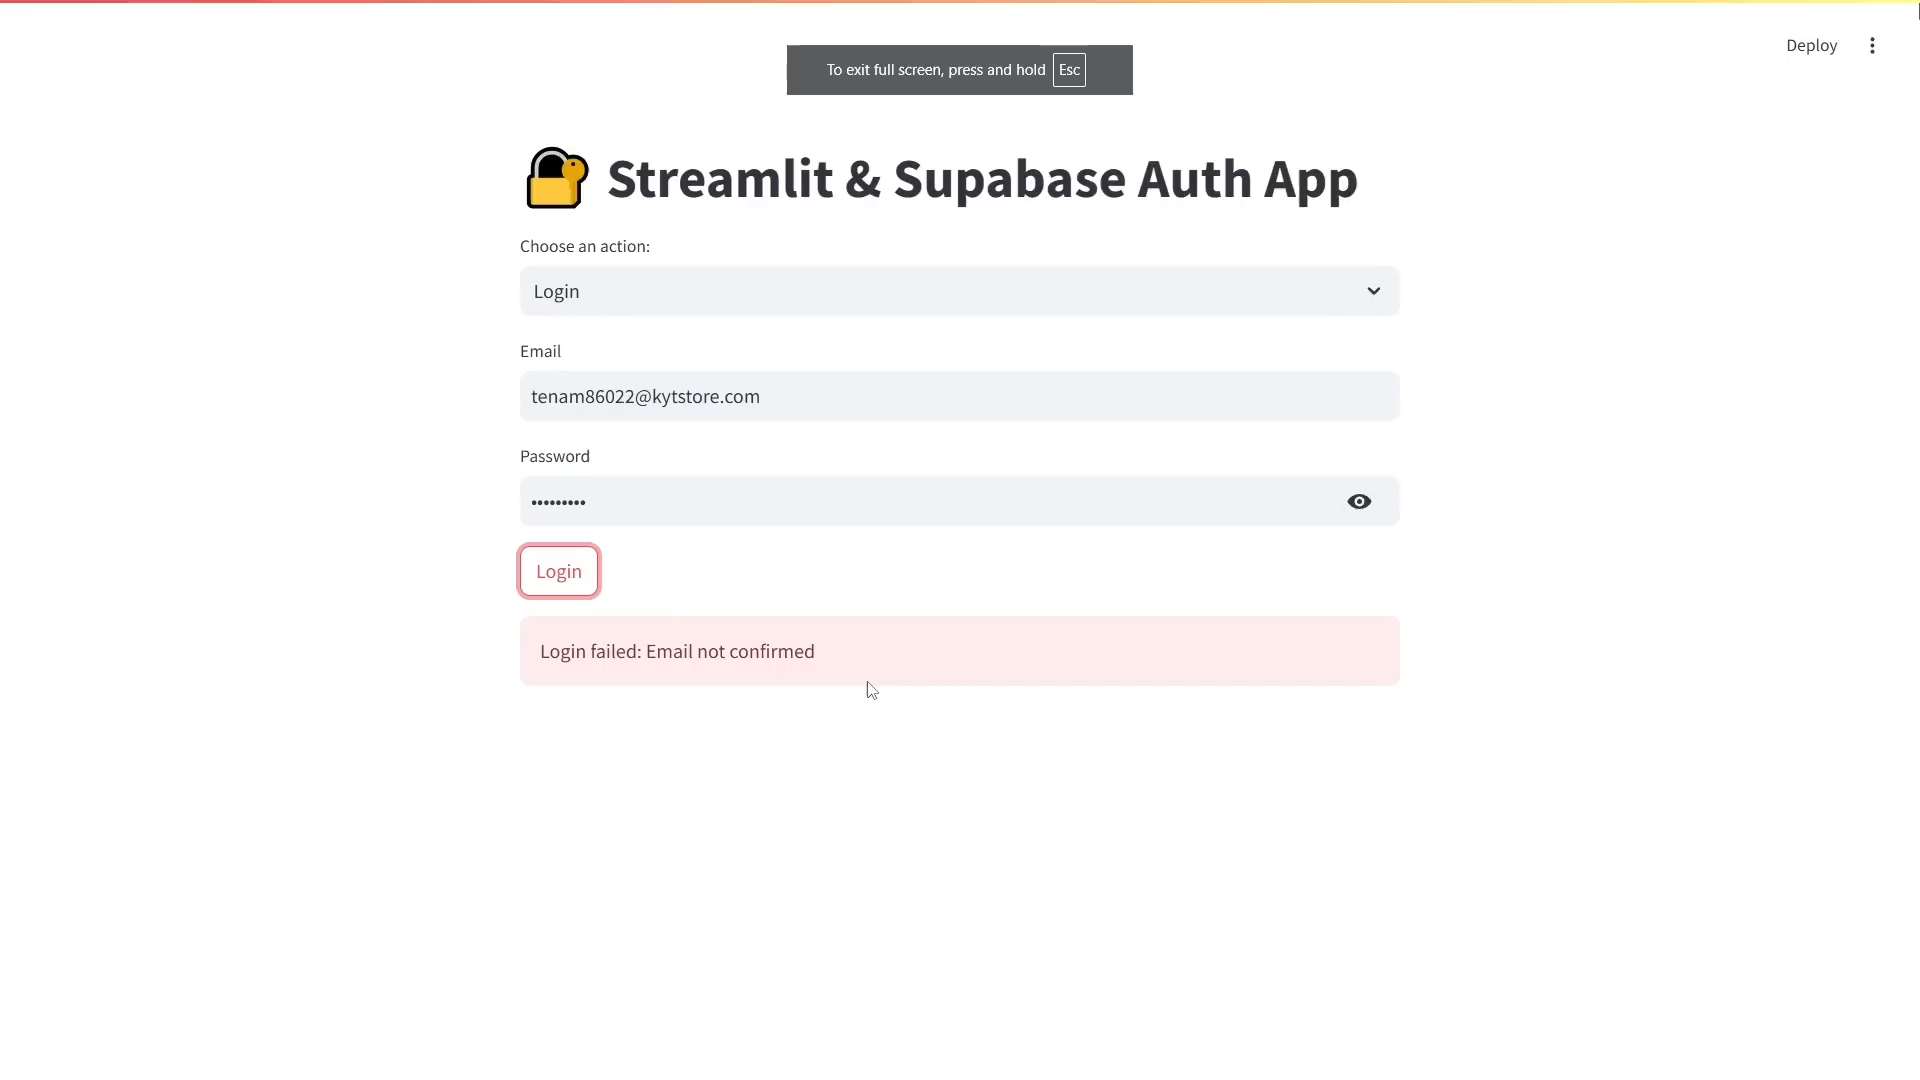 Deploy
To exit full screen, press and hold Esc
Streamlit & Supabase Auth App
Choose an action:
Login
Email
tenam86022@kytstore.com
Password
•••••••••
Login
Login failed: Email not confirmed